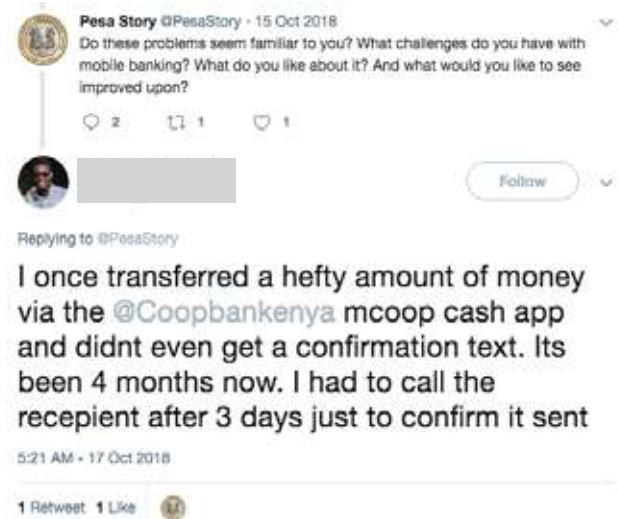 Pesa Story @PesaStory · 15 Oct 2018
Do these problems seem familiar to you? What challenges do you have with
mobile banking? What do you like about it? And what would you like to see
improved upon?
2 1 1
Follow
Replying to @PesaStory
I once transferred a hefty amount of money
via the @Coopbankenya mcoop cash app
and didnt even get a confirmation text. Its
been 4 months now. I had to call the
recepient after 3 days just to confirm it sent
5:21 AM - 17 Oct 2018
1 Retweet 1 Like